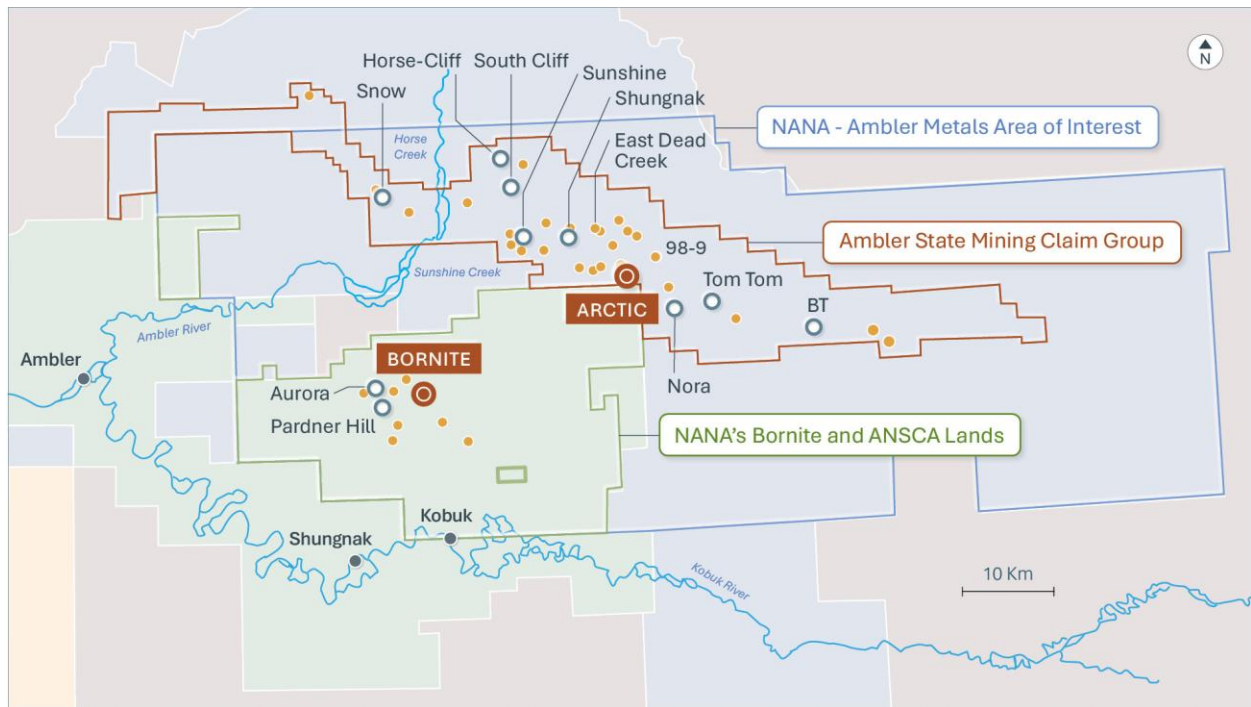 N
Horse-Cliff
South Cliff
Sunshine
Snow
Shungnak
NANA - Ambler Metals Area of Interest
Horse
Creek
East Dead
Creek
98-9
Ambler State Mining Claim Group
Sunshine Creek
Tom Tom
BT
ARCTIC
Ambler River
Ambler
BORNITE
Aurora
Nora
Pardner Hill
NANA's Bornite and ANSCA Lands
Kobuk
Shungnak
Kobuk River
10 Km